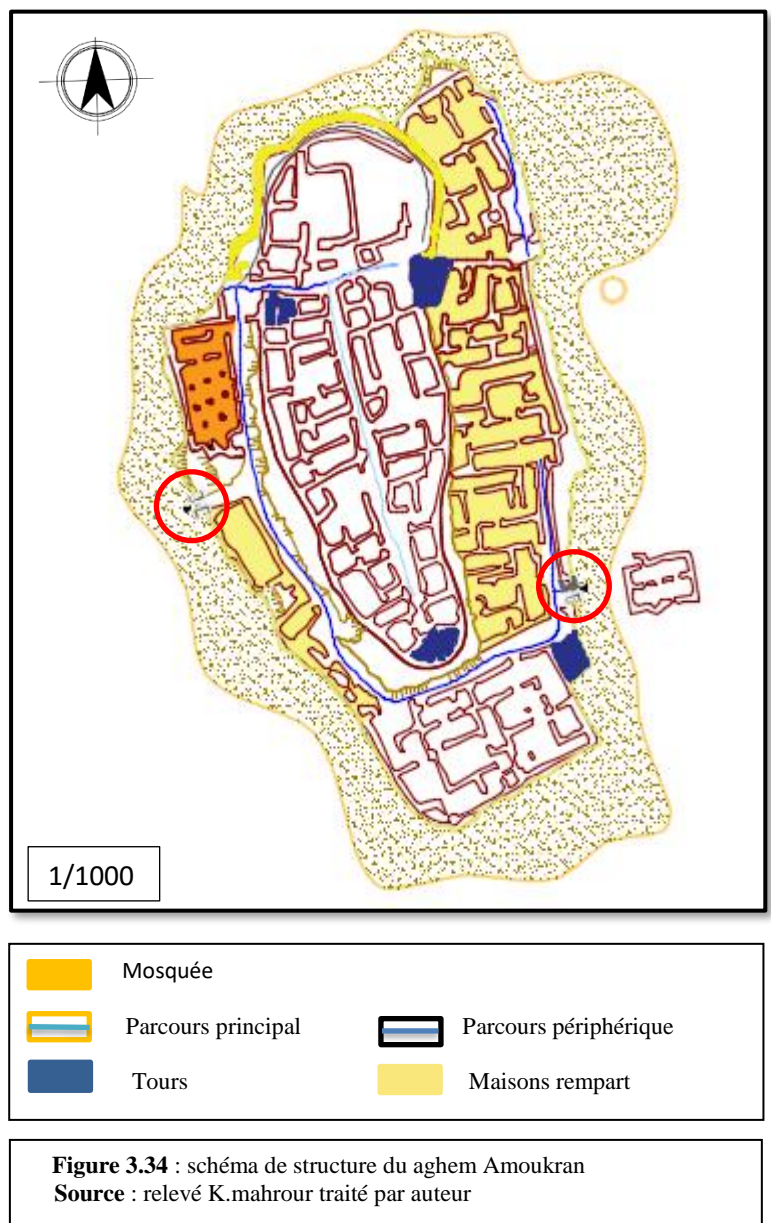 1/1000
Mosquée
Parcours principal
Parcours périphérique
Tours
Maisons rempart
Figure 3.34 : schéma de structure du aghem Amoukran
Source : relevé K.mahrour traité par auteur